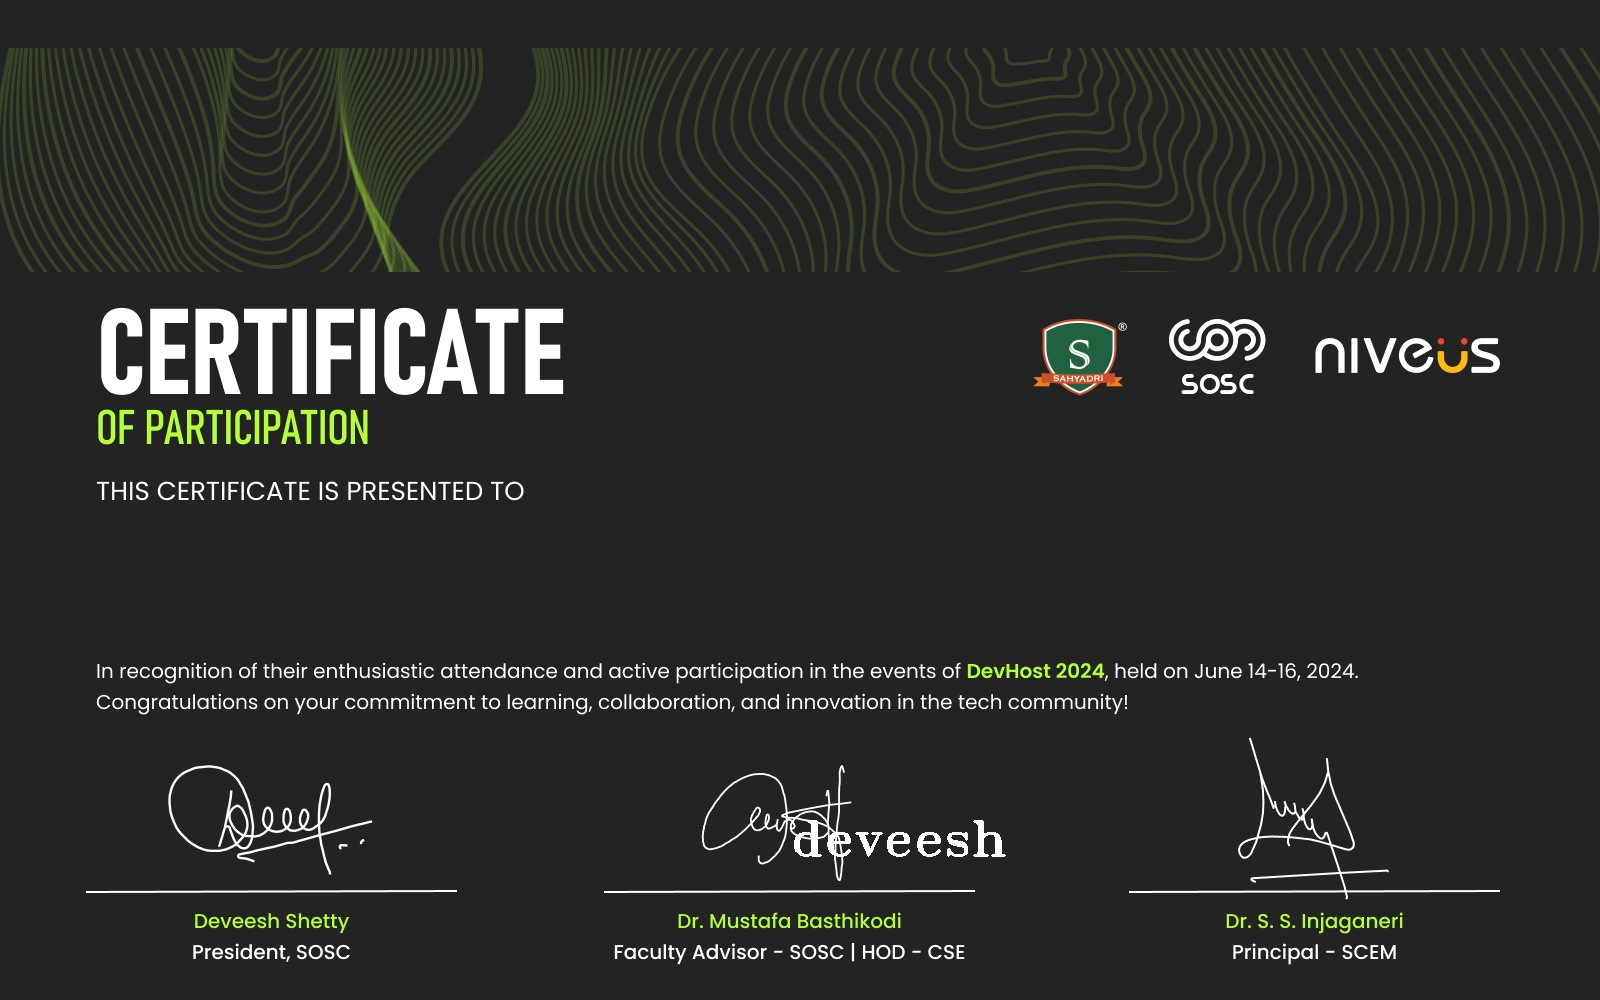 CERTIFICATE
OF PARTICIPATION
S
SAHYADRI
®
SOSC
niveüs
THIS CERTIFICATE IS PRESENTED TO
In recognition of their enthusiastic attendance and active participation in the events of DevHost 2024, held on June 14-16, 2024.
Congratulations on your commitment to learning, collaboration, and innovation in the tech community!
deveesh
Deveesh Shetty
President, SOSC
Dr. Mustafa Basthikodi
Faculty Advisor - SOSC | HOD - CSE
Dr. S. S. Injaganeri
Principal - SCEM